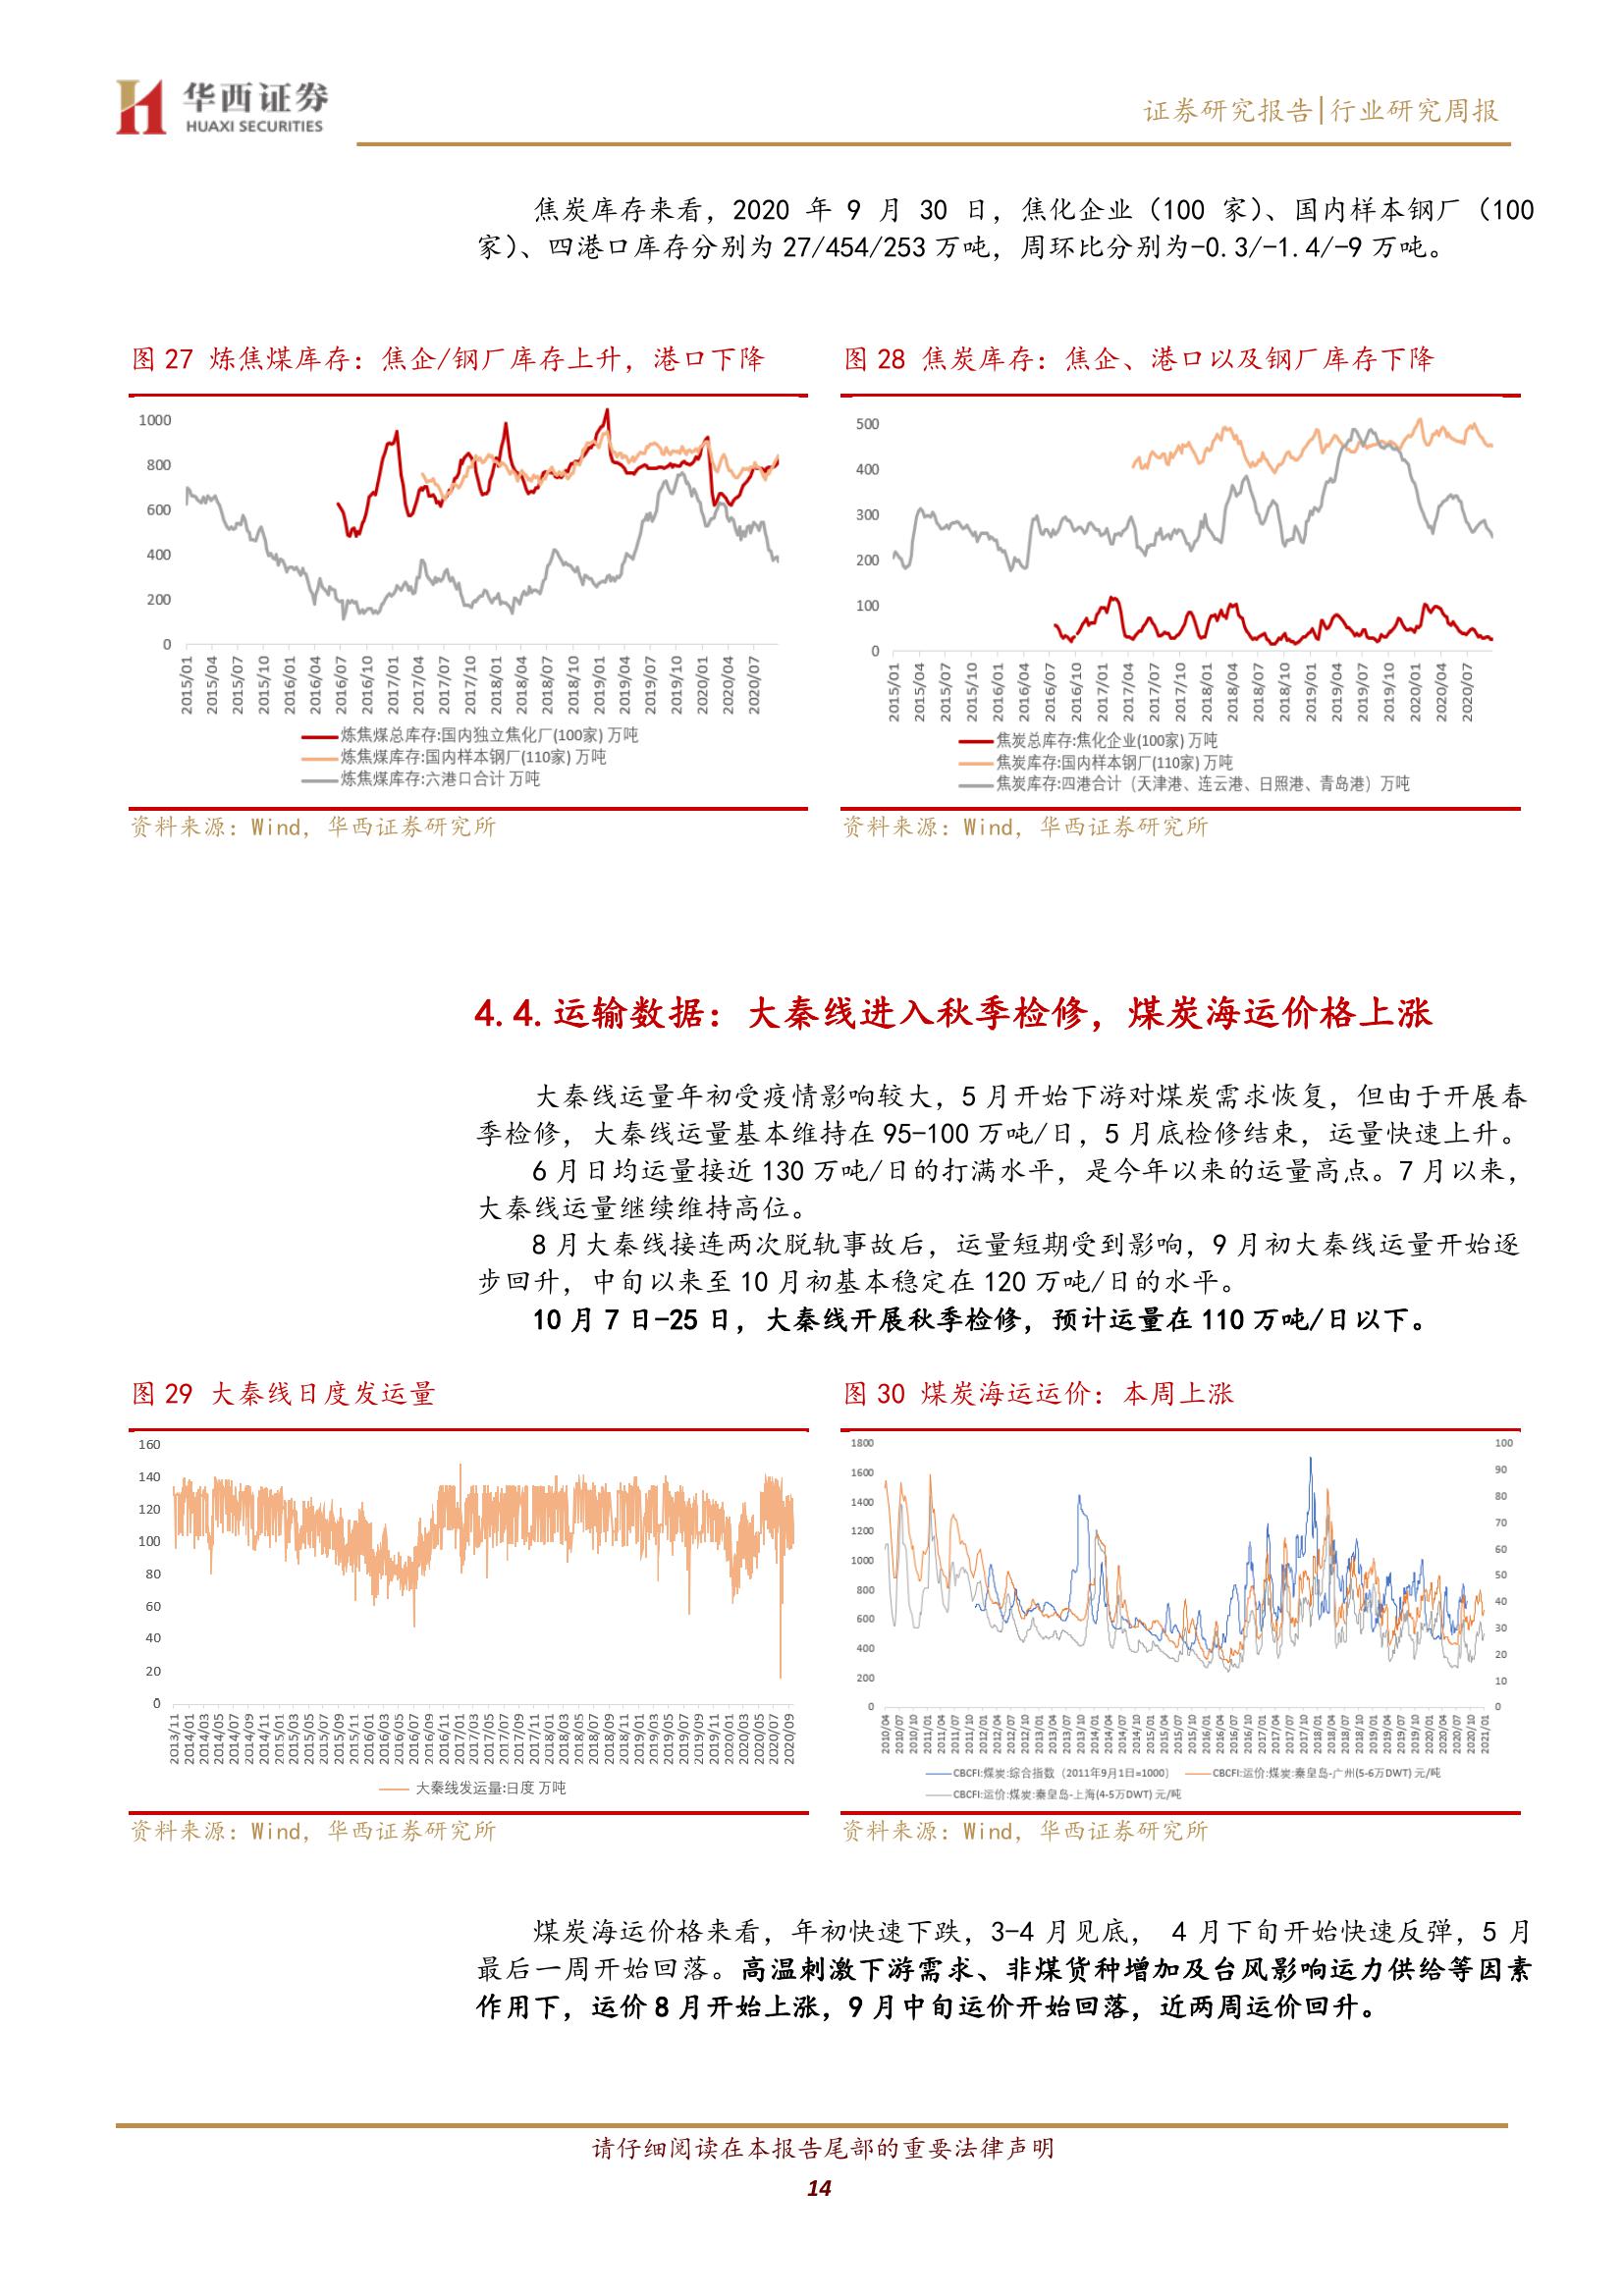 华西证券
HUAXI SECURITIES
证券研究报告|行业研究周报
焦炭库存来看，2020 年 9 月 30 日，焦化企业（100 家）、国内样本钢厂（100
家）、四港口库存分别为 27/454/253 万吨，周环比分别为-0.3/-1.4/-9 万吨。
图 27 炼焦煤库存：焦企/钢厂库存上升，港口下降
1000
800
600
400
200
0
2015/01 2015/04 2015/07 2015/10 2016/01 2016/04 2016/07 2016/10 2017/01 2017/04 2017/07 2017/10 2018/01 2018/04 2018/07 2018/10 2019/01 2019/04 2019/07 2019/10 2020/01 2020/04 2020/07
炼焦煤总库存:国内独立焦化厂(100家) 万吨
炼焦煤库存:国内样本钢厂(110家) 万吨
炼焦煤库存:六港口合计 万吨
资料来源：Wind，华西证券研究所
图 28 焦炭库存：焦企、港口以及钢厂库存下降
500
400
300
200
100
0
2015/01 2015/04 2015/07 2015/10 2016/01 2016/04 2016/07 2016/10 2017/01 2017/04 2017/07 2017/10 2018/01 2018/04 2018/07 2018/10 2019/01 2019/04 2019/07 2019/10 2020/01 2020/04 2020/07
焦炭总库存:焦化企业(100家) 万吨
焦炭库存:国内样本钢厂(110家) 万吨
焦炭库存:四港合计（天津港、连云港、日照港、青岛港）万吨
资料来源：Wind，华西证券研究所
4.4.运输数据：大秦线进入秋季检修，煤炭海运价格上涨
大秦线运量年初受疫情影响较大，5 月开始下游对煤炭需求恢复，但由于开展春
季检修，大秦线运量基本维持在 95-100 万吨/日，5 月底检修结束，运量快速上升。
6 月日均运量接近 130 万吨/日的打满水平，是今年以来的运量高点。7 月以来，
大秦线运量继续维持高位。
8 月大秦线接连两次脱轨事故后，运量短期受到影响，9 月初大秦线运量开始逐
步回升，中旬以来至 10 月初基本稳定在 120 万吨/日的水平。
10 月 7 日-25 日，大秦线开展秋季检修，预计运量在 110 万吨/日以下。
图 29 大秦线日度发运量
160
140
120
100
80
60
40
20
0
2013/11 2014/01 2014/03 2014/05 2014/07 2014/09 2014/11 2015/01 2015/03 2015/05 2015/07 2015/09 2015/11 2016/01 2016/03 2016/05 2016/07 2016/09 2016/11 2017/01 2017/03 2017/05 2017/07 2017/09 2017/11 2018/01 2018/03 2018/05 2018/07 2018/09 2018/11 2019/01 2019/03 2019/05 2019/07 2019/09 2019/11 2020/01 2020/03 2020/05 2020/07 2020/09
大秦线发运量:日度 万吨
资料来源：Wind，华西证券研究所
图 30 煤炭海运运价：本周上涨
1800
1600
1400
1200
1000
800
600
400
200
0
100
90
80
70
60
50
40
30
20
10
0
2010/04 2010/07 2010/10 2011/01 2011/04 2011/07 2011/10 2012/01 2012/04 2012/07 2012/10 2013/01 2013/04 2013/07 2013/10 2014/01 2014/04 2014/07 2014/10 2015/01 2015/04 2015/07 2015/10 2016/01 2016/04 2016/07 2016/10 2017/01 2017/04 2017/07 2017/10 2018/01 2018/04 2018/07 2018/10 2019/01 2019/04 2019/07 2019/10 2020/01 2020/04 2020/07 2020/10 2021/01
CBCFI:煤炭:综合指数（2011年9月1日=1000）
CBCFI:运价:煤炭:秦皇岛-广州(5-6万DWT) 元/吨
CBCFI:运价:煤炭:秦皇岛-上海(4-5万DWT) 元/吨
资料来源：Wind，华西证券研究所
煤炭海运价格来看，年初快速下跌，3-4 月见底， 4 月下旬开始快速反弹，5 月
最后一周开始回落。高温刺激下游需求、非煤货种增加及台风影响运力供给等因素
作用下，运价 8 月开始上涨，9 月中旬运价开始回落，近两周运价回升。
请仔细阅读在本报告尾部的重要法律声明
14